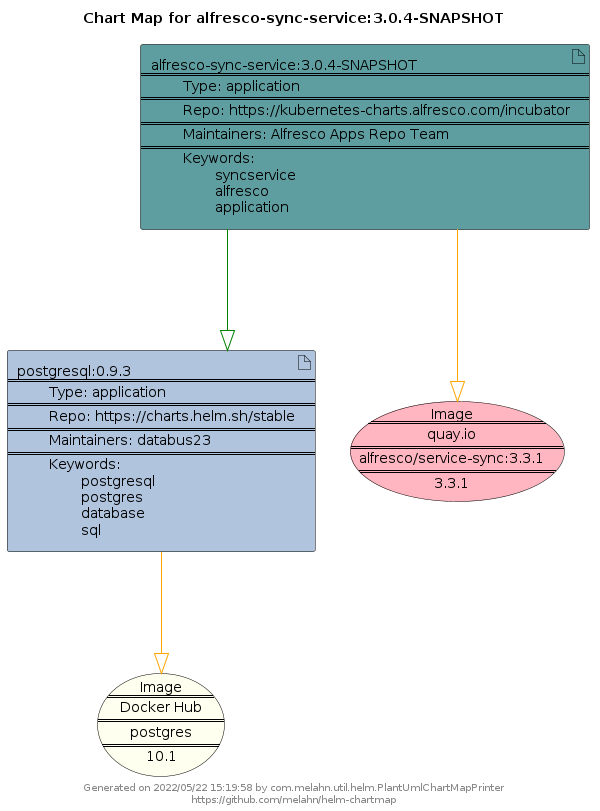 Chart Map for alfresco-sync-service:3.0.4-SNAPSHOT
alfresco-sync-service:3.0.4-SNAPSHOT
Type: application
Repo: https://kubernetes-charts.alfresco.com/incubator
Maintainers: Alfresco Apps Repo Team
Keywords:
syncservice
alfresco
application
postgresql:0.9.3
Type: application
Repo: https://charts.helm.sh/stable
Maintainers: databus23
Keywords:
postgresql
postgres
database
sql
Image
quay.io
alfresco/service-sync:3.3.1
3.3.1
Image
Docker Hub
postgres
10.1
Generated on 2022/05/22 15:19:58 by com.melahn.util.helm.PlantUmlChartMapPrinter
https://github.com/melahn/helm-chartmap